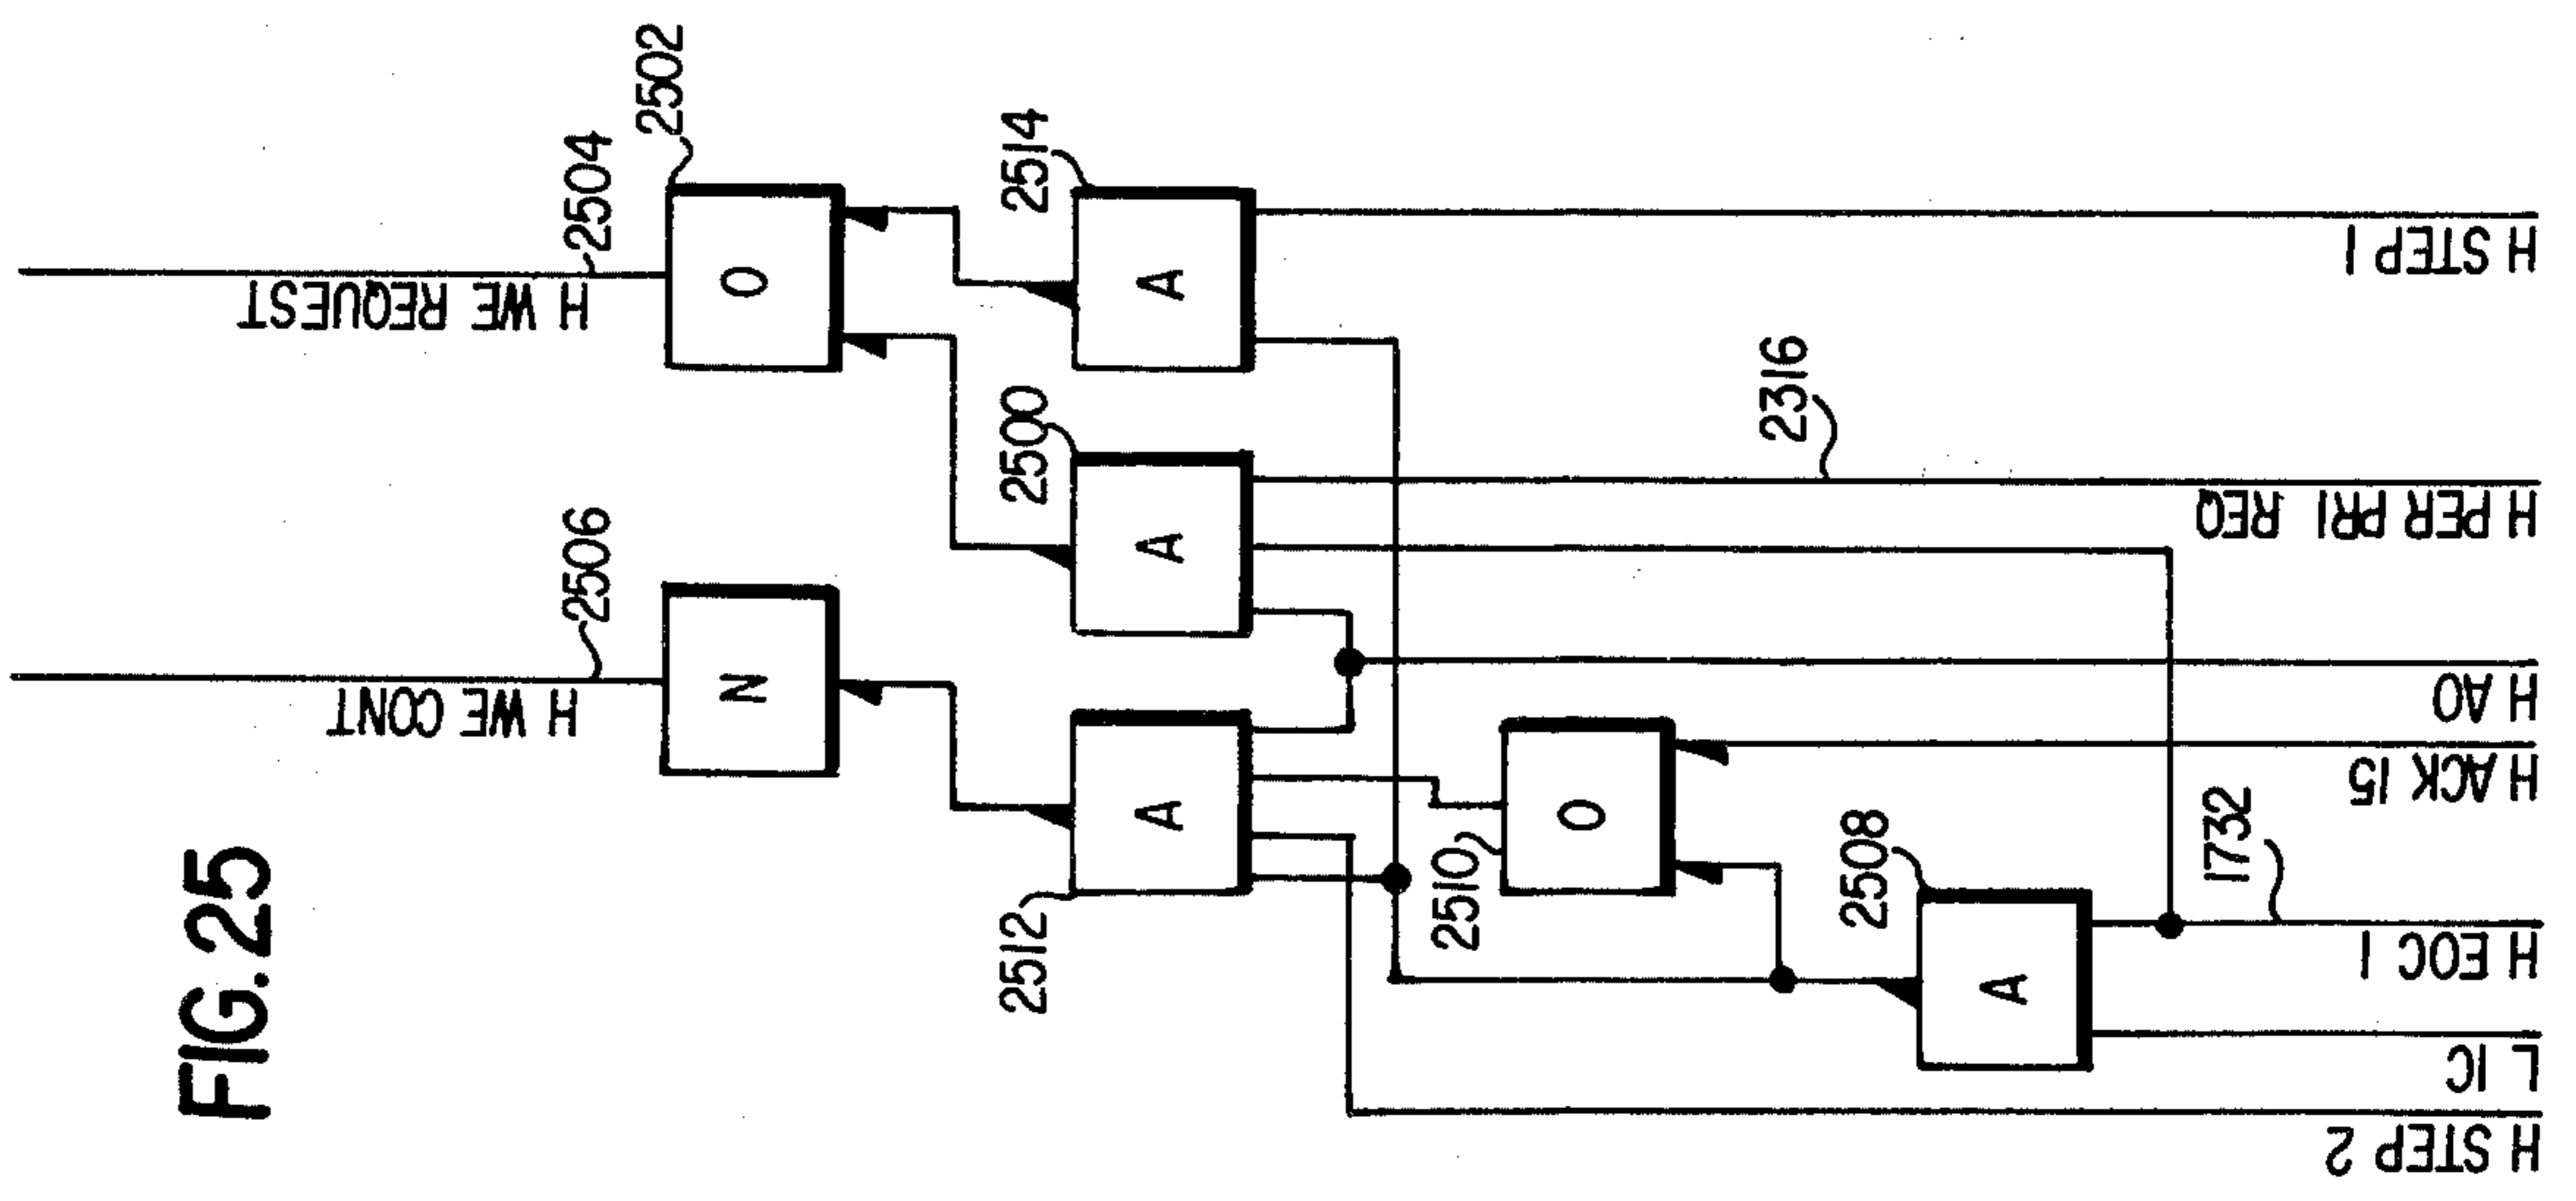 FIG. 25
H STEP 2
L IC
H EOC 1
1732
H ACK 15
H AO
H PER PRI REQ
2316
H STEP 1
A
2508
O
2510
A
2512
A
2500
A
2514
N
O
2502
H WE CONT
2506
H WE REQUEST
2504